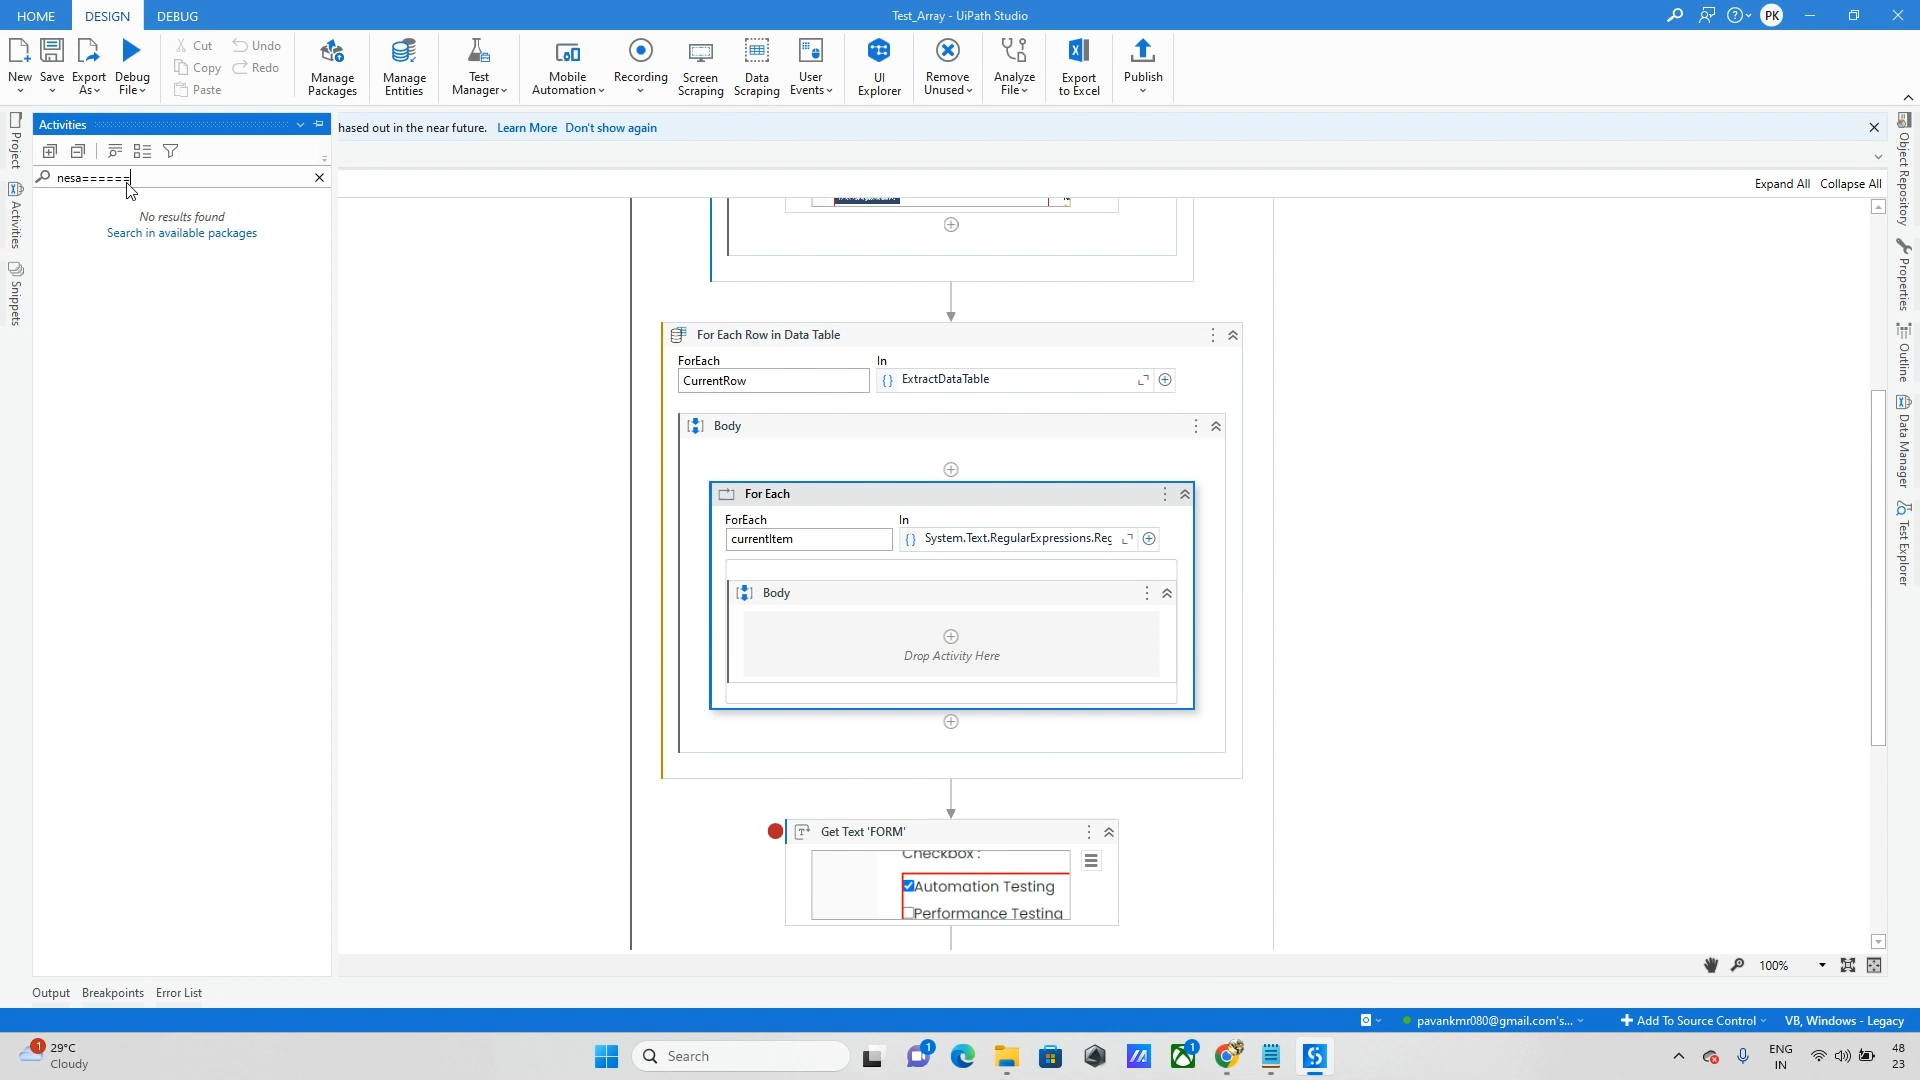 HOME
DESIGN
DEBUG
Test_Array - UiPath Studio
PK
New
Save
Export
As
Debug
File
Cut
Copy
Paste
Undo
Redo
Manage
Packages
Manage
Entities
Test
Manager
Mobile
Automation
Recording
Screen
Scraping
Data
Scraping
User
Events
UI
Explorer
Remove
Unused
Analyze
File
Export
to Excel
Publish
Activities
hased out in the near future. Learn More Don't show again
nesa======
No results found
Search in available packages
Project
Activities
Snippets
Expand All Collapse All
For Each Row in Data Table
ForEach
In
CurrentRow
ExtractDataTable
Body
For Each
ForEach
In
currentItem
System.Text.RegularExpressions.Reg
Body
Drop Activity Here
Get Text 'FORM'
Checkbox :
Automation Testing
Performance Testing
Object Repository
Properties
Outline
Data Manager
Test Explorer
100%
Output Breakpoints Error List
pavankmr080@gmail.com's...
Add To Source Control
VB, Windows - Legacy
1
29°C
Cloudy
Search
1
1
ENG
IN
48
23